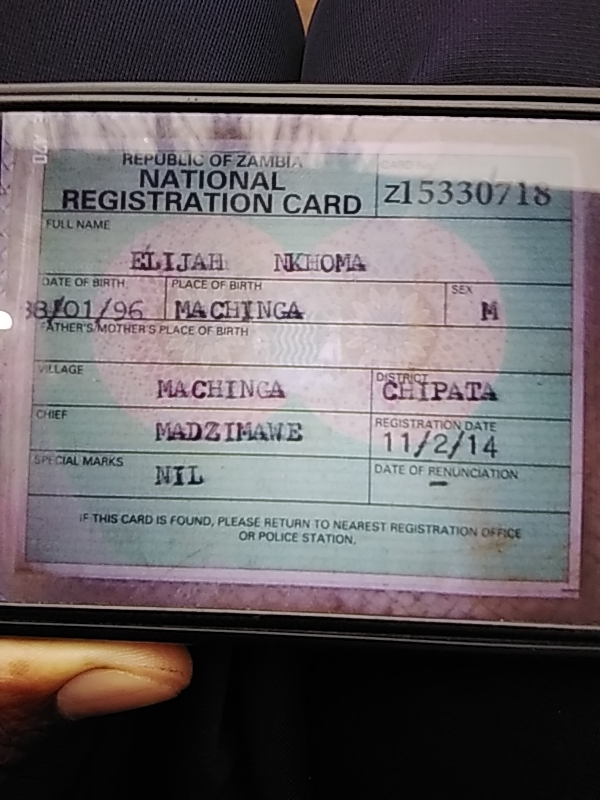 REPUBLIC OF ZAMBIA
NATIONAL
REGISTRATION CARD
Z15330718
FULL NAME
ELIJAH NKHOMA
DATE OF BIRTH
PLACE OF BIRTH
SEX
/01/96
MACHINGA
M
FATHER'S/MOTHER'S PLACE OF BIRTH
VILLAGE
MACHINGA
DISTRICT
CHIPATA
CHIEF
MADZIMAWE
REGISTRATION DATE
11/2/14
SPECIAL MARKS
NIL
DATE OF RENUNCIATION
–
IF THIS CARD IS FOUND, PLEASE RETURN TO NEAREST REGISTRATION OFFICE
OR POLICE STATION.